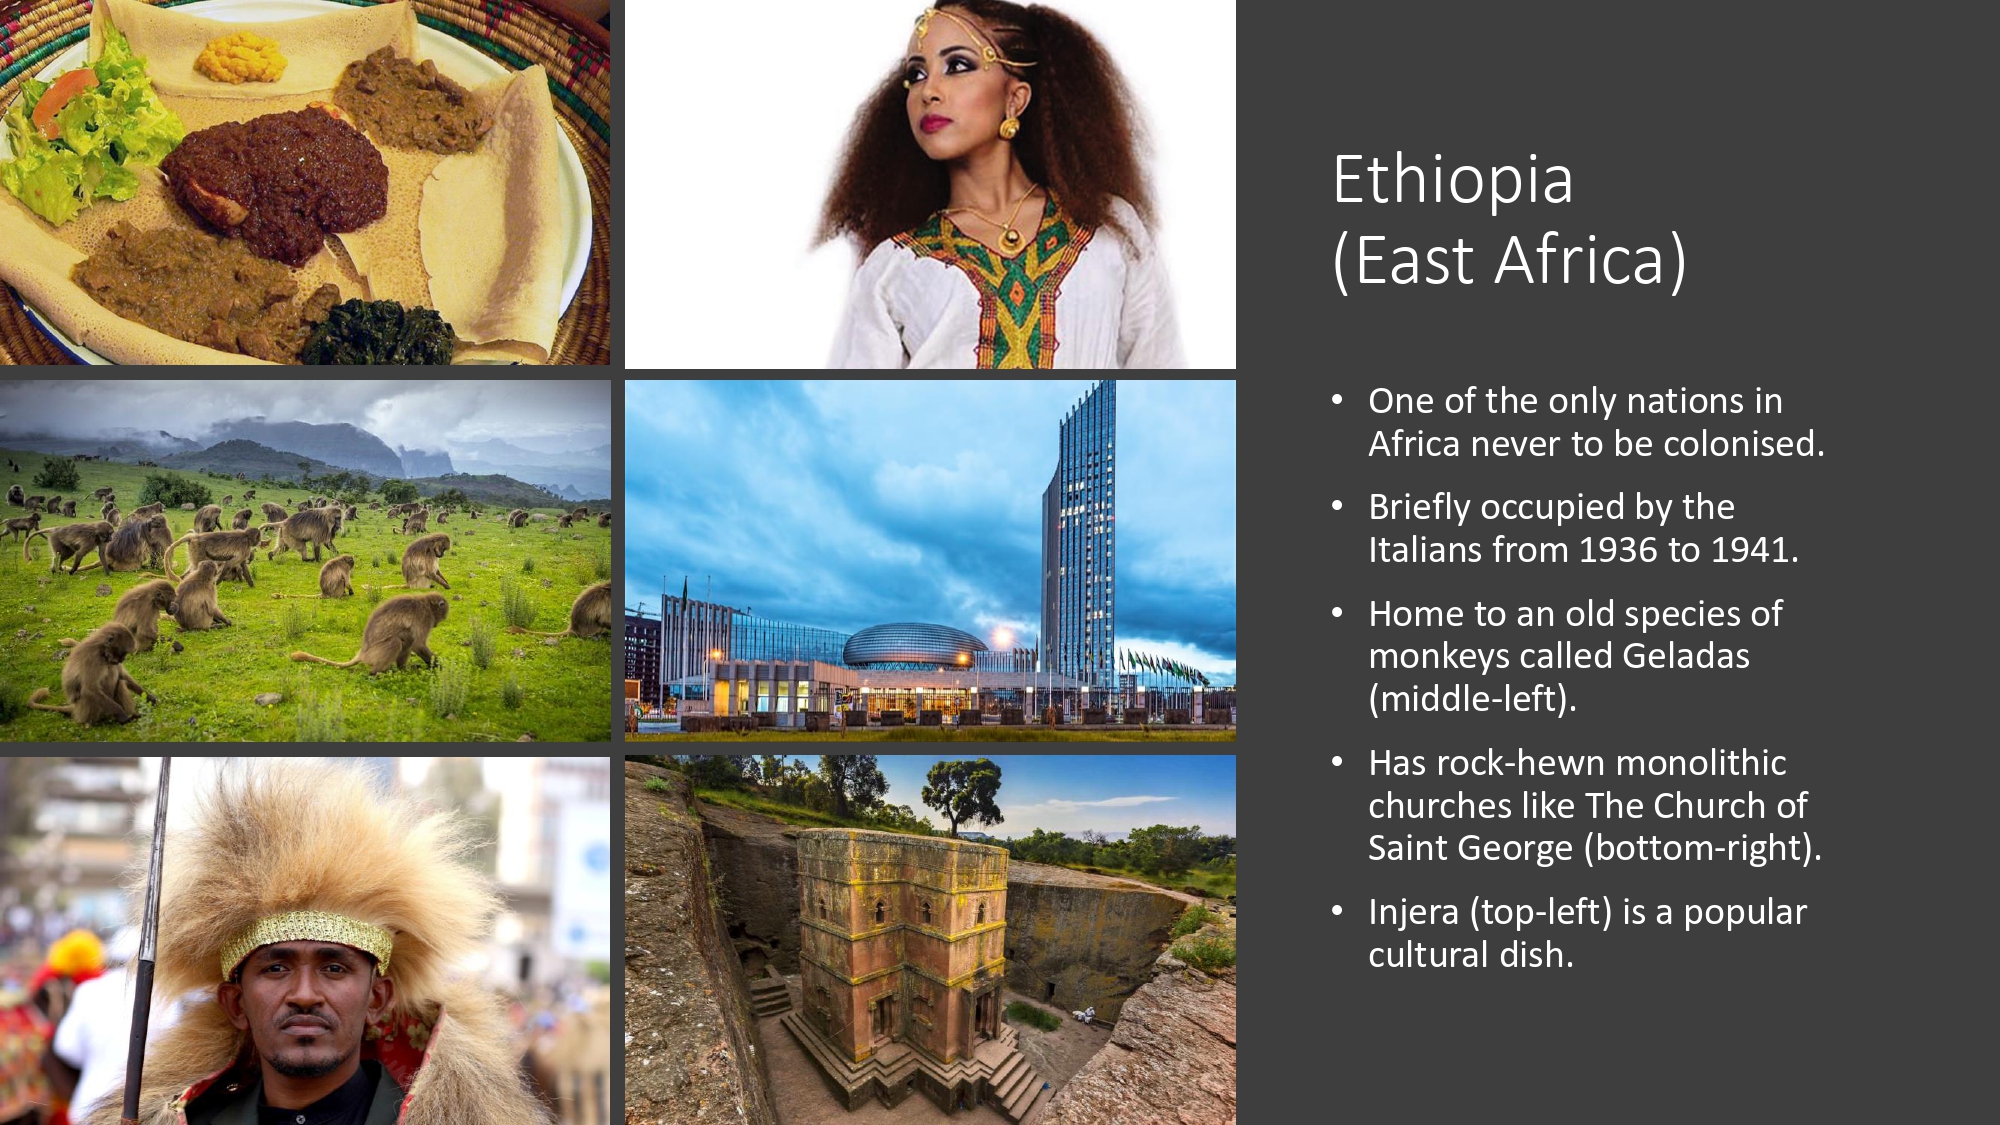 Ethiopia
(East Africa)
• One of the only nations in
Africa never to be colonised.
• Briefly occupied by the
Italians from 1936 to 1941.
• Home to an old species of
monkeys called Geladas
(middle-left).
• Has rock-hewn monolithic
churches like The Church of
Saint George (bottom-right).
• Injera (top-left) is a popular
cultural dish.